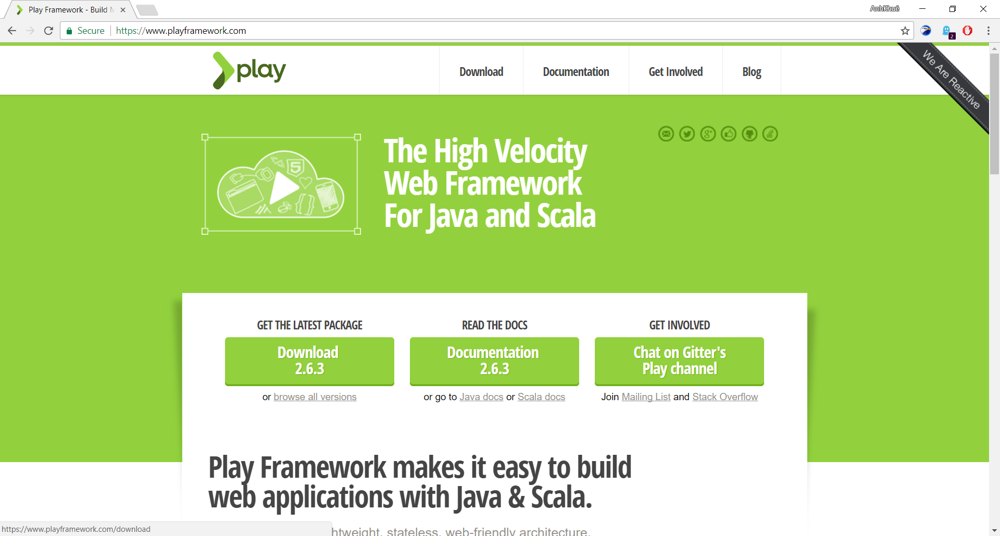 Play Framework - Build M
AnhKhuê
Secure
https://www.playframework.com
2
play
Download
Documentation
Get Involved
Blog
We Are Reactive
The High Velocity
Web Framework
For Java and Scala
GET THE LATEST PACKAGE
READ THE DOCS
GET INVOLVED
Download
2.6.3
Documentation
2.6.3
Chat on Gitter's
Play channel
or browse all versions
or go to Java docs or Scala docs
Join Mailing List and Stack Overflow
Play Framework makes it easy to build
web applications with Java & Scala.
https://www.playframework.com/download
htweight, stateless, web-friendly architecture.